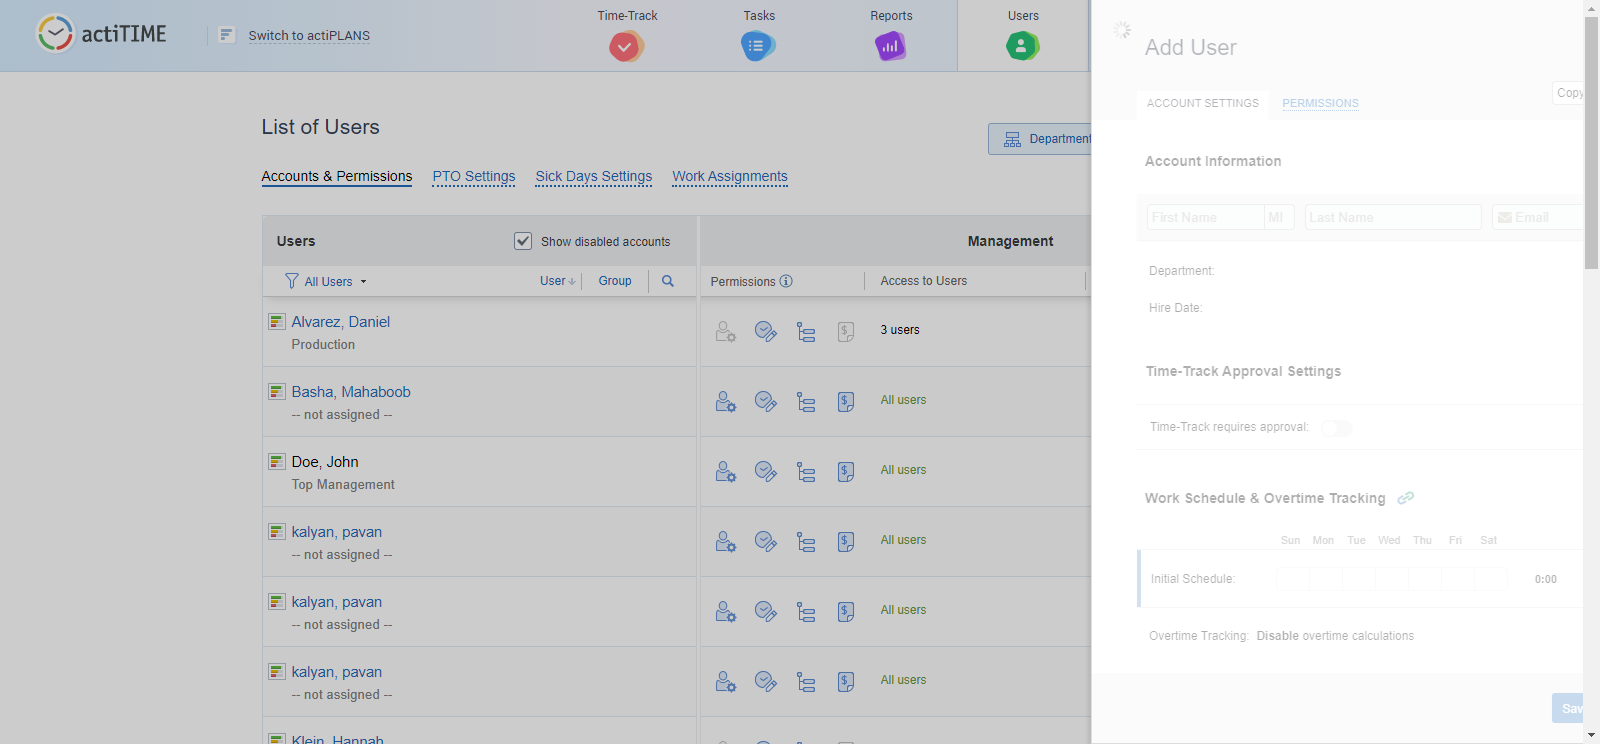 actiTIME
Switch to actiPLANS
Time-Track
Tasks
Reports
Users
List of Users
Department
Accounts & Permissions
PTO Settings
Sick Days Settings
Work Assignments
Users
Show disabled accounts
Management
All Users
User
Group
Permissions
Access to Users
Alvarez, Daniel
Production
3 users
Basha, Mahaboob
-- not assigned --
All users
Doe, John
Top Management
All users
kalyan, pavan
-- not assigned --
All users
kalyan, pavan
-- not assigned --
All users
kalyan, pavan
-- not assigned --
All users
Klein, Hannah
Add User
Copy
ACCOUNT SETTINGS
PERMISSIONS
Account Information
First Name
MI
Last Name
Email
Department:
Hire Date:
Time-Track Approval Settings
Time-Track requires approval:
Work Schedule & Overtime Tracking
Sun Mon Tue Wed Thu Fri Sat
Initial Schedule:
0:00
Overtime Tracking: Disable overtime calculations
Sav